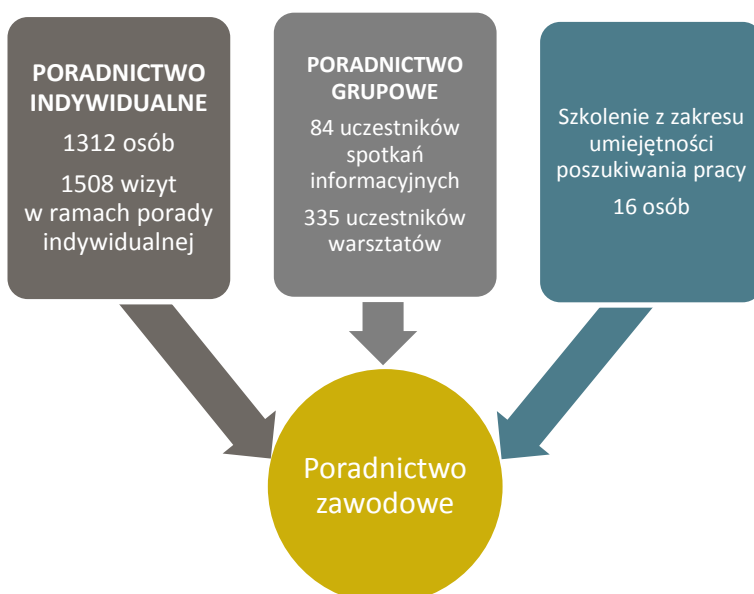 PORADNICTWO
INDYWIDUALNE
1312 osób
1508 wizyt
w ramach porady
indywidualnej
PORADNICTWO
GRUPOWE
84 uczestników
spotkań
informacyjnych
335 uczestników
warsztatów
Szkolenie z zakresu
umiejętności
poszukiwania pracy
16 osób
Poradnictwo
zawodowe